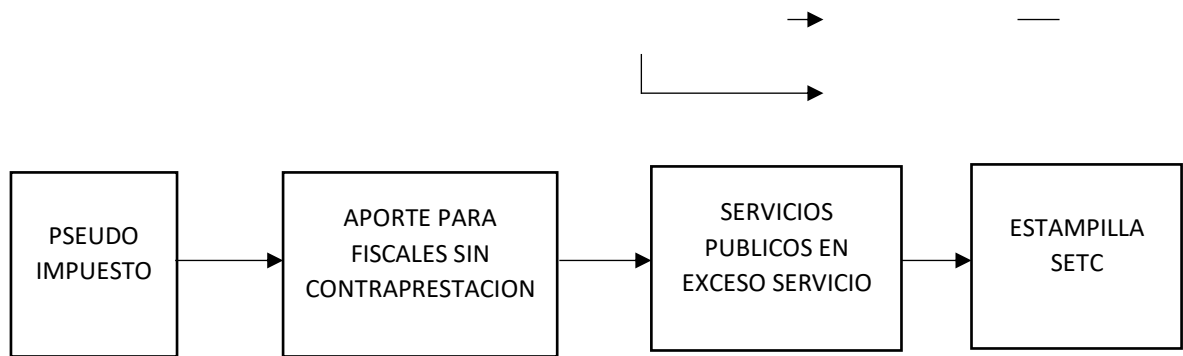 PSEUDO
IMPUESTO
APORTE PARA
FISCALES SIN
CONTRAPRESTACION
SERVICIOS
PUBLICOS EN
EXCESO SERVICIO
ESTAMPILLA
SETC